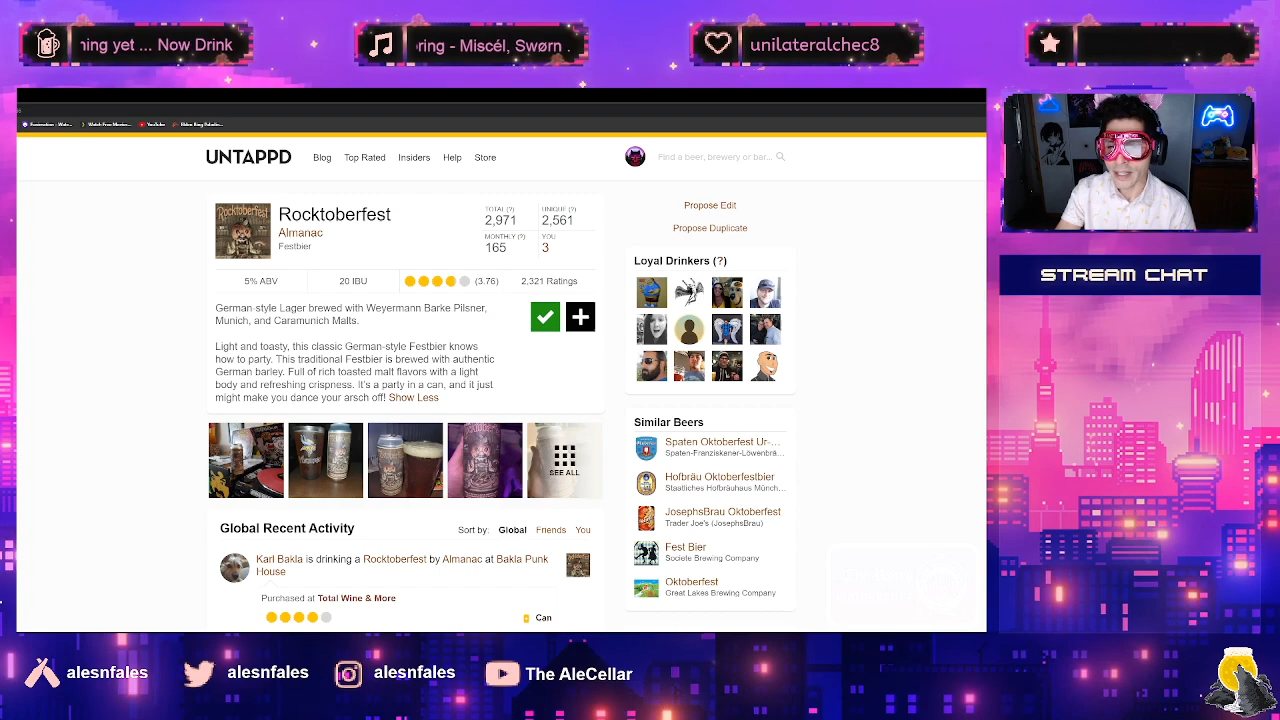 ning yet ... Now Drink
ring - Miscél, Swørn .
unilateralchec8
UNTAPPD
Blog
Top Rated
Insiders
Help
Store
Find a beer, brewery or bar...
Rocktoberfest
Almanac
Festbier
TOTAL (?)
2,971
UNIQUE (?)
2,561
MONTHLY (?)
165
YOU
3
5% ABV
20 IBU
(3.76)
2,321 Ratings
German-style Lager brewed with Weyermann Barke Pilsner,
Munich, and Caramunich Malts.
Light and toasty, this classic German-style Festbier knows
how to party. This traditional Festbier is brewed with authentic
German barley. Full of rich toasted malt flavors with a light
body and refreshing crispness. It's a party in a can, and it just
might make you dance your arsch off! Show Less
SEE ALL
Global Recent Activity
Sort by: Global Friends You
Karl Bakla is drinking a Rocktoberfest by Almanac at Bakla Punk
House
Purchased at Total Wine & More
Can
Propose Edit
Propose Duplicate
Loyal Drinkers (?)
Similar Beers
Spaten Oktoberfest Ur-...
Spaten-Franziskaner-Löwenbrä...
Hofbräu Oktoberfestbier
Staatliches Hofbräuhaus Münch...
JosephsBrau Oktoberfest
Trader Joe's (JosephsBrau)
Fest Bier
Societe Brewing Company
Oktoberfest
Great Lakes Brewing Company
STREAM CHAT
alesnfales
alesnfales
alesnfales
The AleCellar